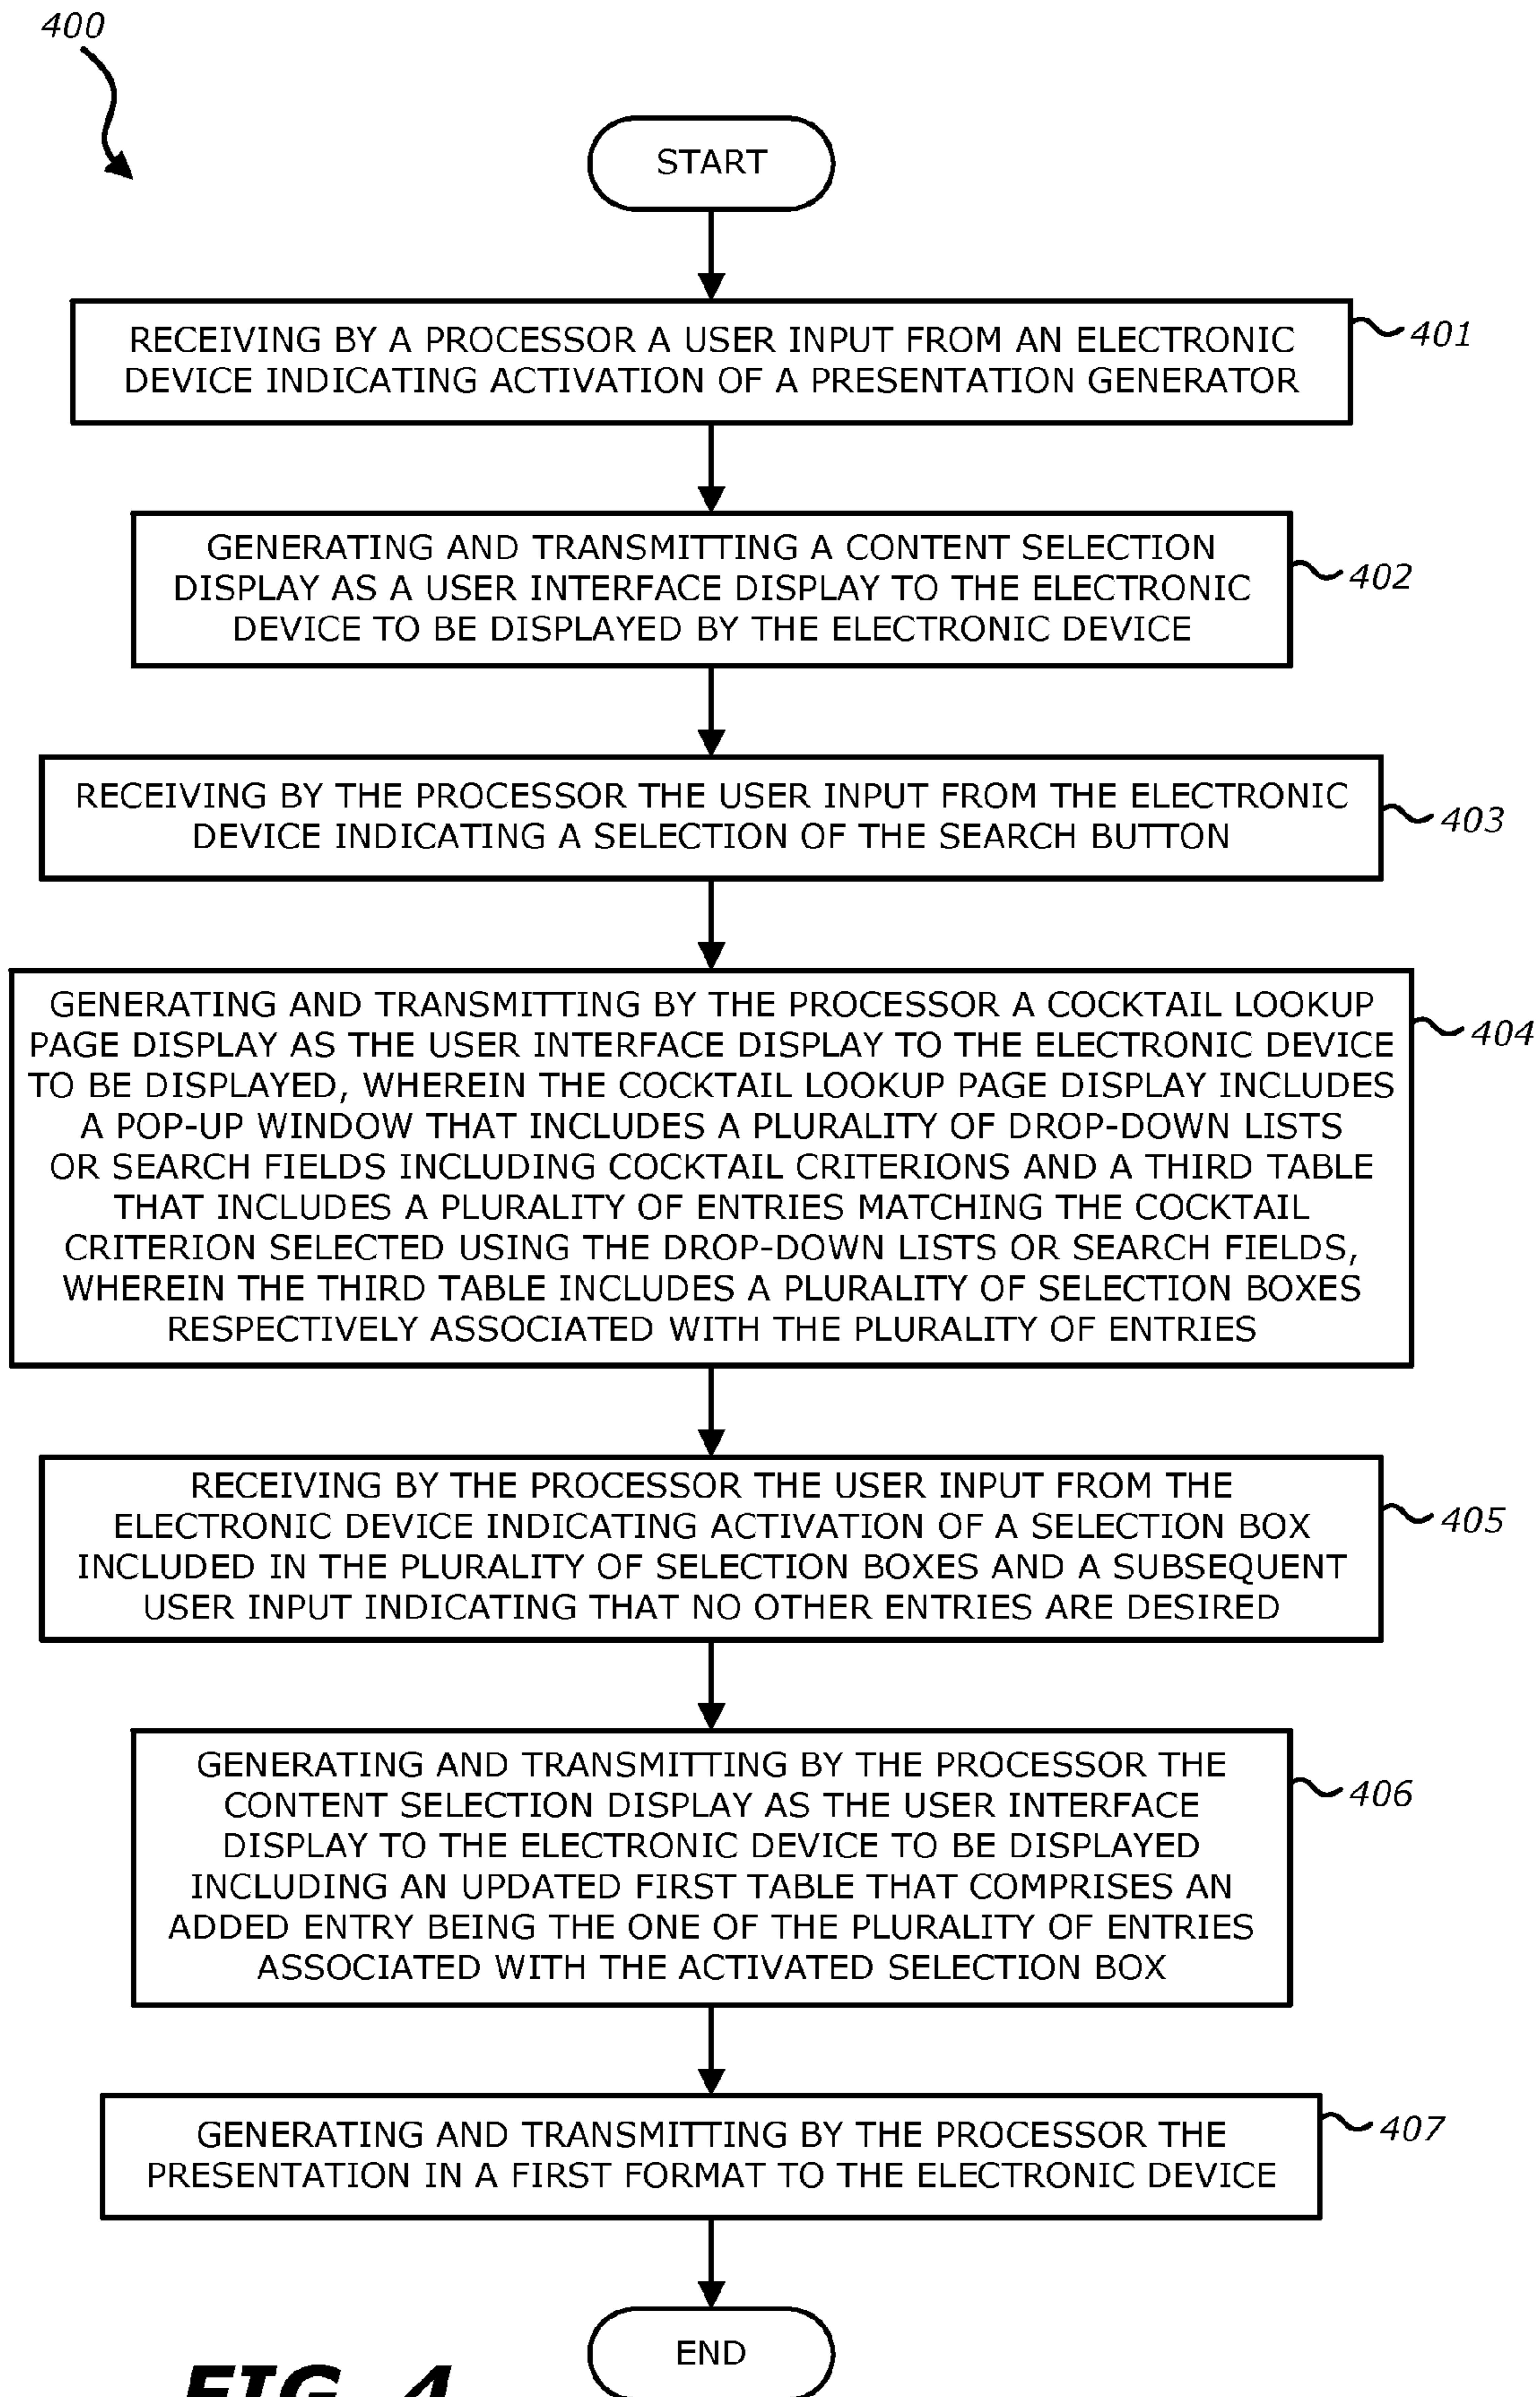 400
START
RECEIVING BY A PROCESSOR A USER INPUT FROM AN ELECTRONIC
DEVICE INDICATING ACTIVATION OF A PRESENTATION GENERATOR
401
GENERATING AND TRANSMITTING A CONTENT SELECTION
DISPLAY AS A USER INTERFACE DISPLAY TO THE ELECTRONIC
DEVICE TO BE DISPLAYED BY THE ELECTRONIC DEVICE
402
RECEIVING BY THE PROCESSOR THE USER INPUT FROM THE ELECTRONIC
DEVICE INDICATING A SELECTION OF THE SEARCH BUTTON
403
GENERATING AND TRANSMITTING BY THE PROCESSOR A COCKTAIL LOOKUP
PAGE DISPLAY AS THE USER INTERFACE DISPLAY TO THE ELECTRONIC DEVICE
TO BE DISPLAYED, WHEREIN THE COCKTAIL LOOKUP PAGE DISPLAY INCLUDES
A POP-UP WINDOW THAT INCLUDES A PLURALITY OF DROP-DOWN LISTS
OR SEARCH FIELDS INCLUDING COCKTAIL CRITERIONS AND A THIRD TABLE
THAT INCLUDES A PLURALITY OF ENTRIES MATCHING THE COCKTAIL
CRITERION SELECTED USING THE DROP-DOWN LISTS OR SEARCH FIELDS,
WHEREIN THE THIRD TABLE INCLUDES A PLURALITY OF SELECTION BOXES
RESPECTIVELY ASSOCIATED WITH THE PLURALITY OF ENTRIES
404
RECEIVING BY THE PROCESSOR THE USER INPUT FROM THE
ELECTRONIC DEVICE INDICATING ACTIVATION OF A SELECTION BOX
INCLUDED IN THE PLURALITY OF SELECTION BOXES AND A SUBSEQUENT
USER INPUT INDICATING THAT NO OTHER ENTRIES ARE DESIRED
405
GENERATING AND TRANSMITTING BY THE PROCESSOR THE
CONTENT SELECTION DISPLAY AS THE USER INTERFACE
DISPLAY TO THE ELECTRONIC DEVICE TO BE DISPLAYED
INCLUDING AN UPDATED FIRST TABLE THAT COMPRISES AN
ADDED ENTRY BEING THE ONE OF THE PLURALITY OF ENTRIES
ASSOCIATED WITH THE ACTIVATED SELECTION BOX
406
GENERATING AND TRANSMITTING BY THE PROCESSOR THE
PRESENTATION IN A FIRST FORMAT TO THE ELECTRONIC DEVICE
407
END
FIG. 4